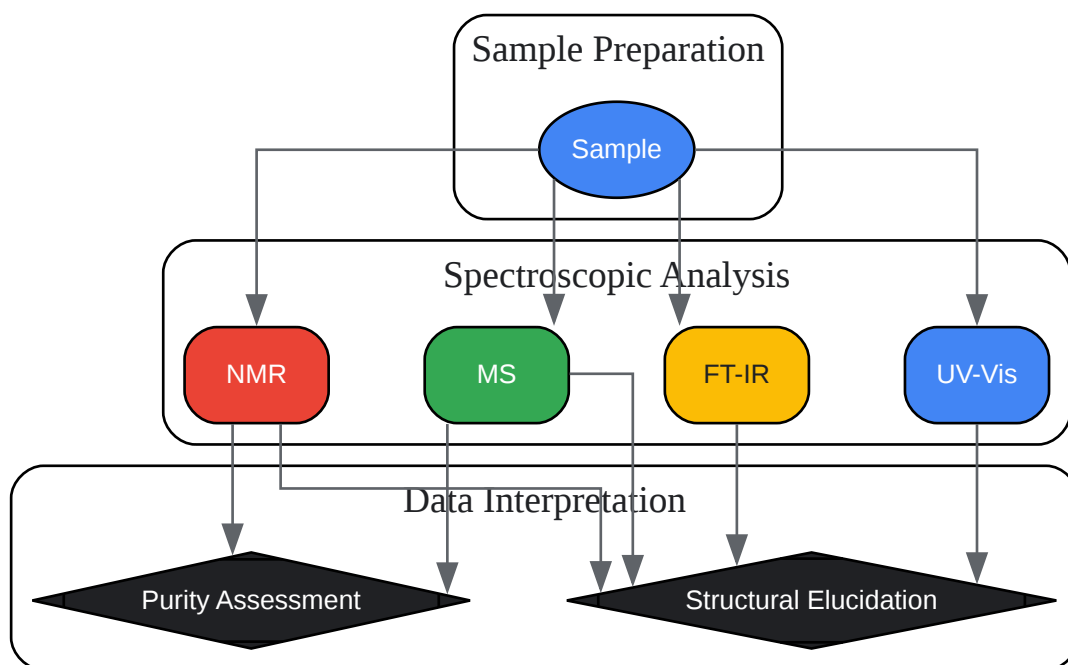 Sample Preparation
Sample
Spectroscopic Analysis
NMR
MS
FT-IR
UV-Vis
Data Interpretation
Purity Assessment
Structural Elucidation